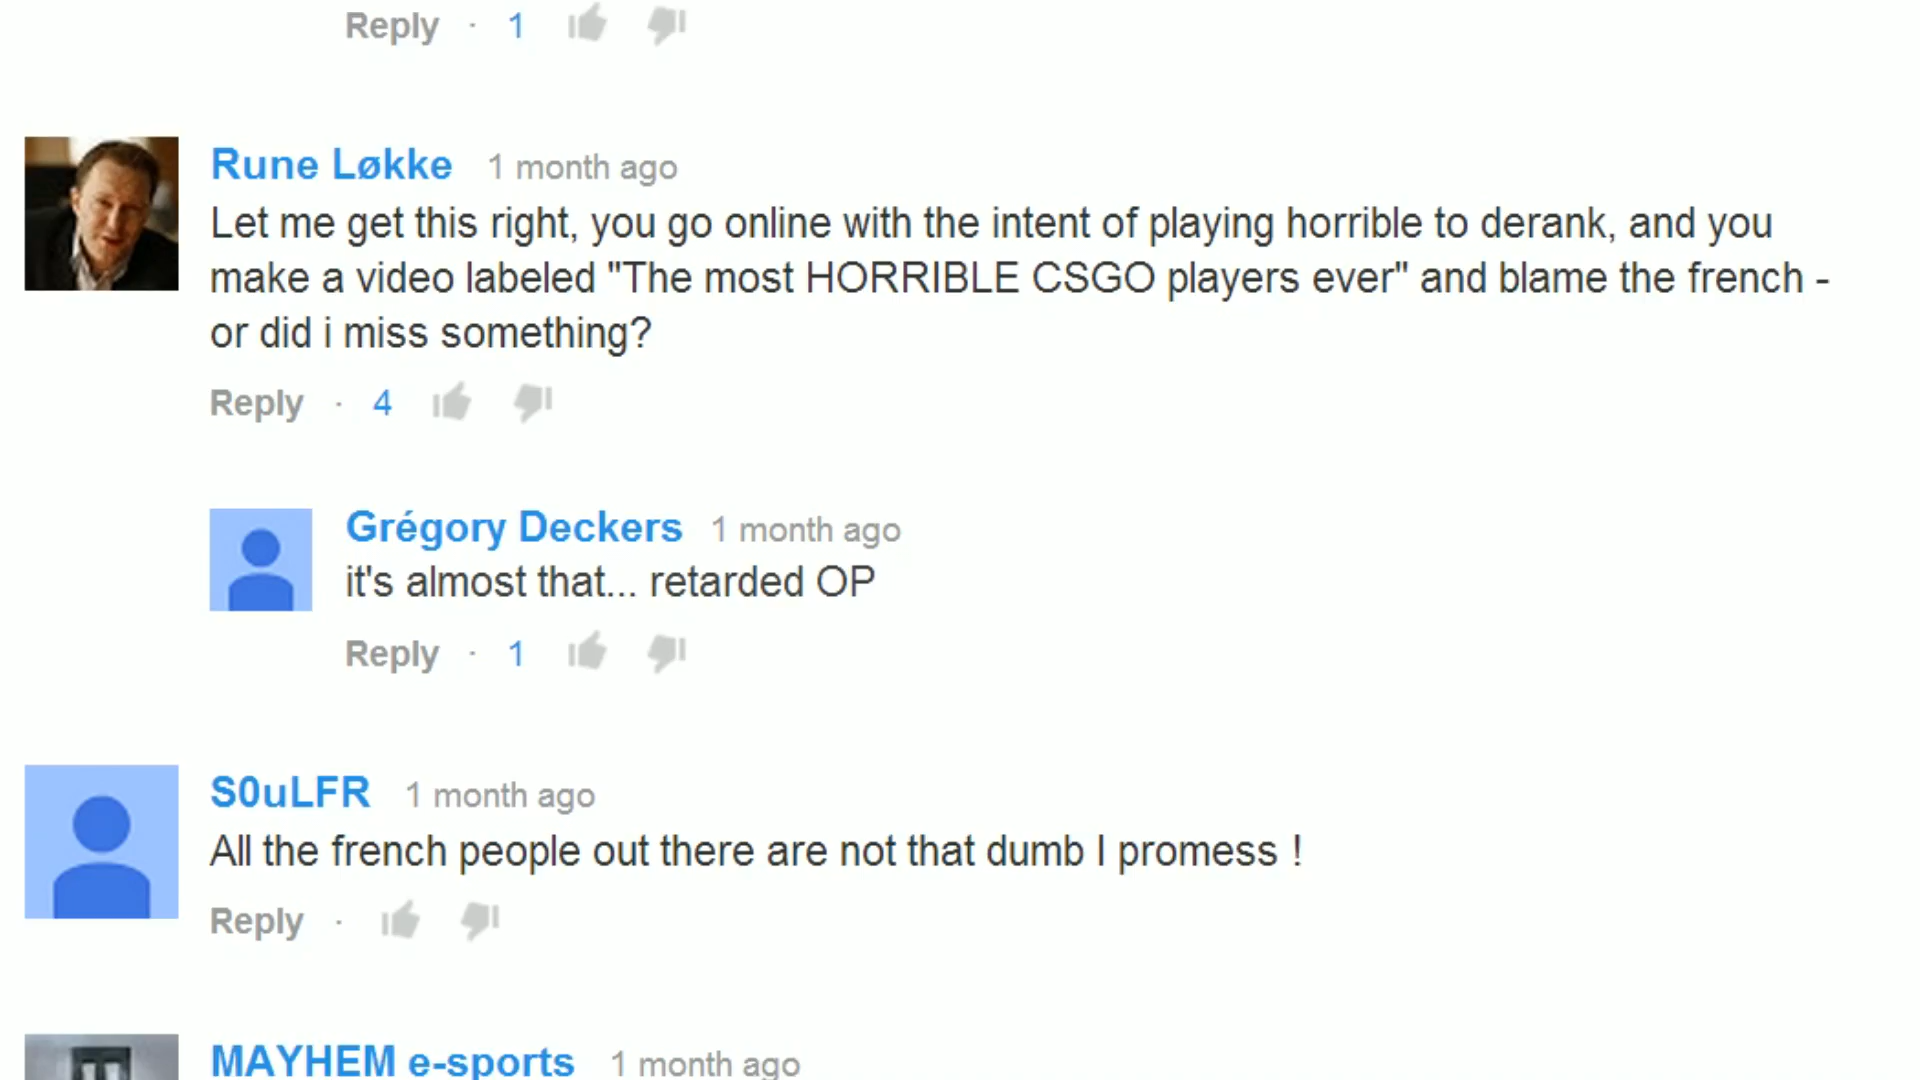 Reply · 1
Rune Løkke 1 month ago
Let me get this right, you go online with the intent of playing horrible to derank, and you
make a video labeled "The most HORRIBLE CSGO players ever" and blame the french -
or did i miss something?
Reply · 4
Grégory Deckers 1 month ago
it's almost that... retarded OP
Reply · 1
S0uLFR 1 month ago
All the french people out there are not that dumb I promess !
Reply ·
MAYHEM e-sports 1 month ago